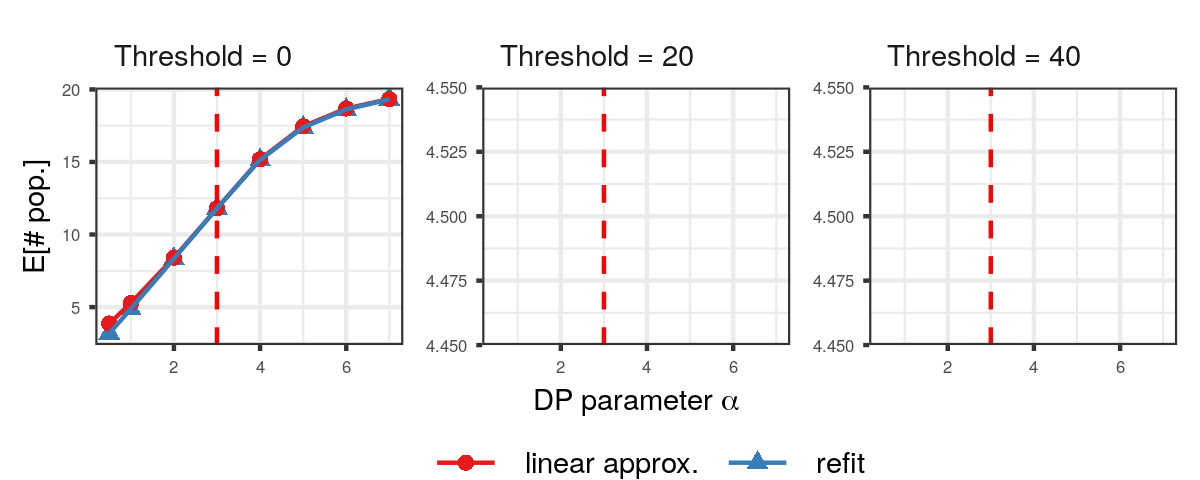 Threshold = 0 Threshold = 20 Threshold = 40
E[# pop.]
20
15
10
5
4.550
4.525
4.500
4.475
4.450
4.550
4.525
4.500
4.475
4.450
2 4 6 2 4 6 2 4 6
DP parameter α
linear approx. refit